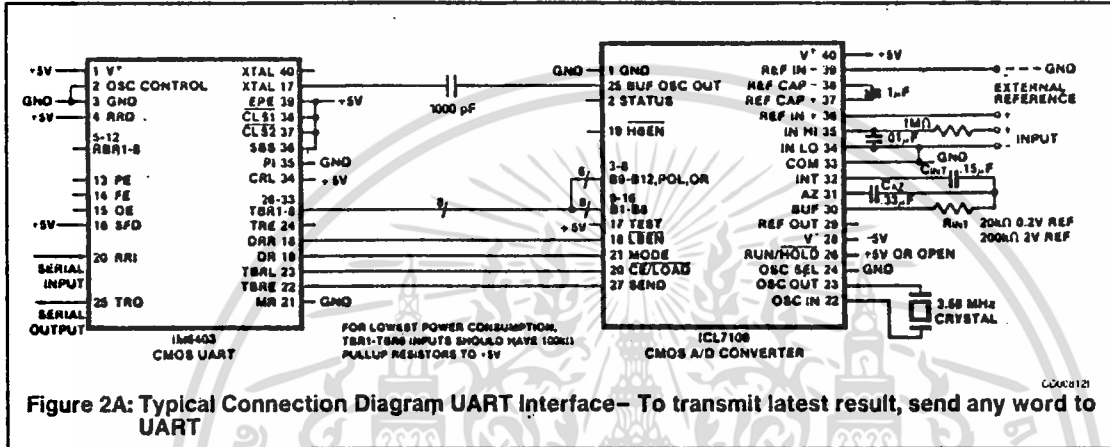 +5V
1 V+
XTAL 40
2 OSC CONTROL
XTAL 17
GND
3 GND
EPE 39
+5V
+5V
4 RRD
CLS1 38
CLS2 37
5-12
RBR1-8
SBS 36
PI 35
GND
13 PE
CRL 34
+5V
14 FE
26-33
15 OE
TBR1-8
+5V
16 SFD
TRE 24
DRR 18
20 RRI
DR 19
SERIAL
INPUT
TBRL 23
TBRE 22
25 TRO
MR 21
GND
SERIAL
OUTPUT
IM6403
CMOS UART
1000 pF
8
6
FOR LOWEST POWER CONSUMPTION,
TBR1-TBR8 INPUTS SHOULD HAVE 100kΩ
PULLUP RESISTORS TO +5V
GND
1 GND
V+ 40
+5V
25 BUF OSC OUT
REF IN - 39
GND
2 STATUS
REF CAP - 38
1µF
EXTERNAL
REFERENCE
REF CAP + 37
REF IN + 36
+
19 HBEN
IN HI 35
1MΩ
+
INPUT
.01µF
IN LO 34
-
3-8
COM 33
GND
B9-B12, POL, OR
INT 32
CINT .15µF
9-16
B1-B8
AZ 31
CAZ
.33µF
+5V
17 TEST
BUF 30
RINT
20kΩ 0.2V REF
200kΩ 2V REF
18 LBEN
REF OUT 29
V- 28
-5V
21 MODE
RUN/HOLD 26
+5V OR OPEN
20 CE/LOAD
OSC SEL 24
GND
27 SEND
OSC OUT 23
OSC IN 22
3.58 MHz
CRYSTAL
ICL7109
CMOS A/D CONVERTER
Figure 2A: Typical Connection Diagram UART Interface– To transmit latest result, send any word to
UART